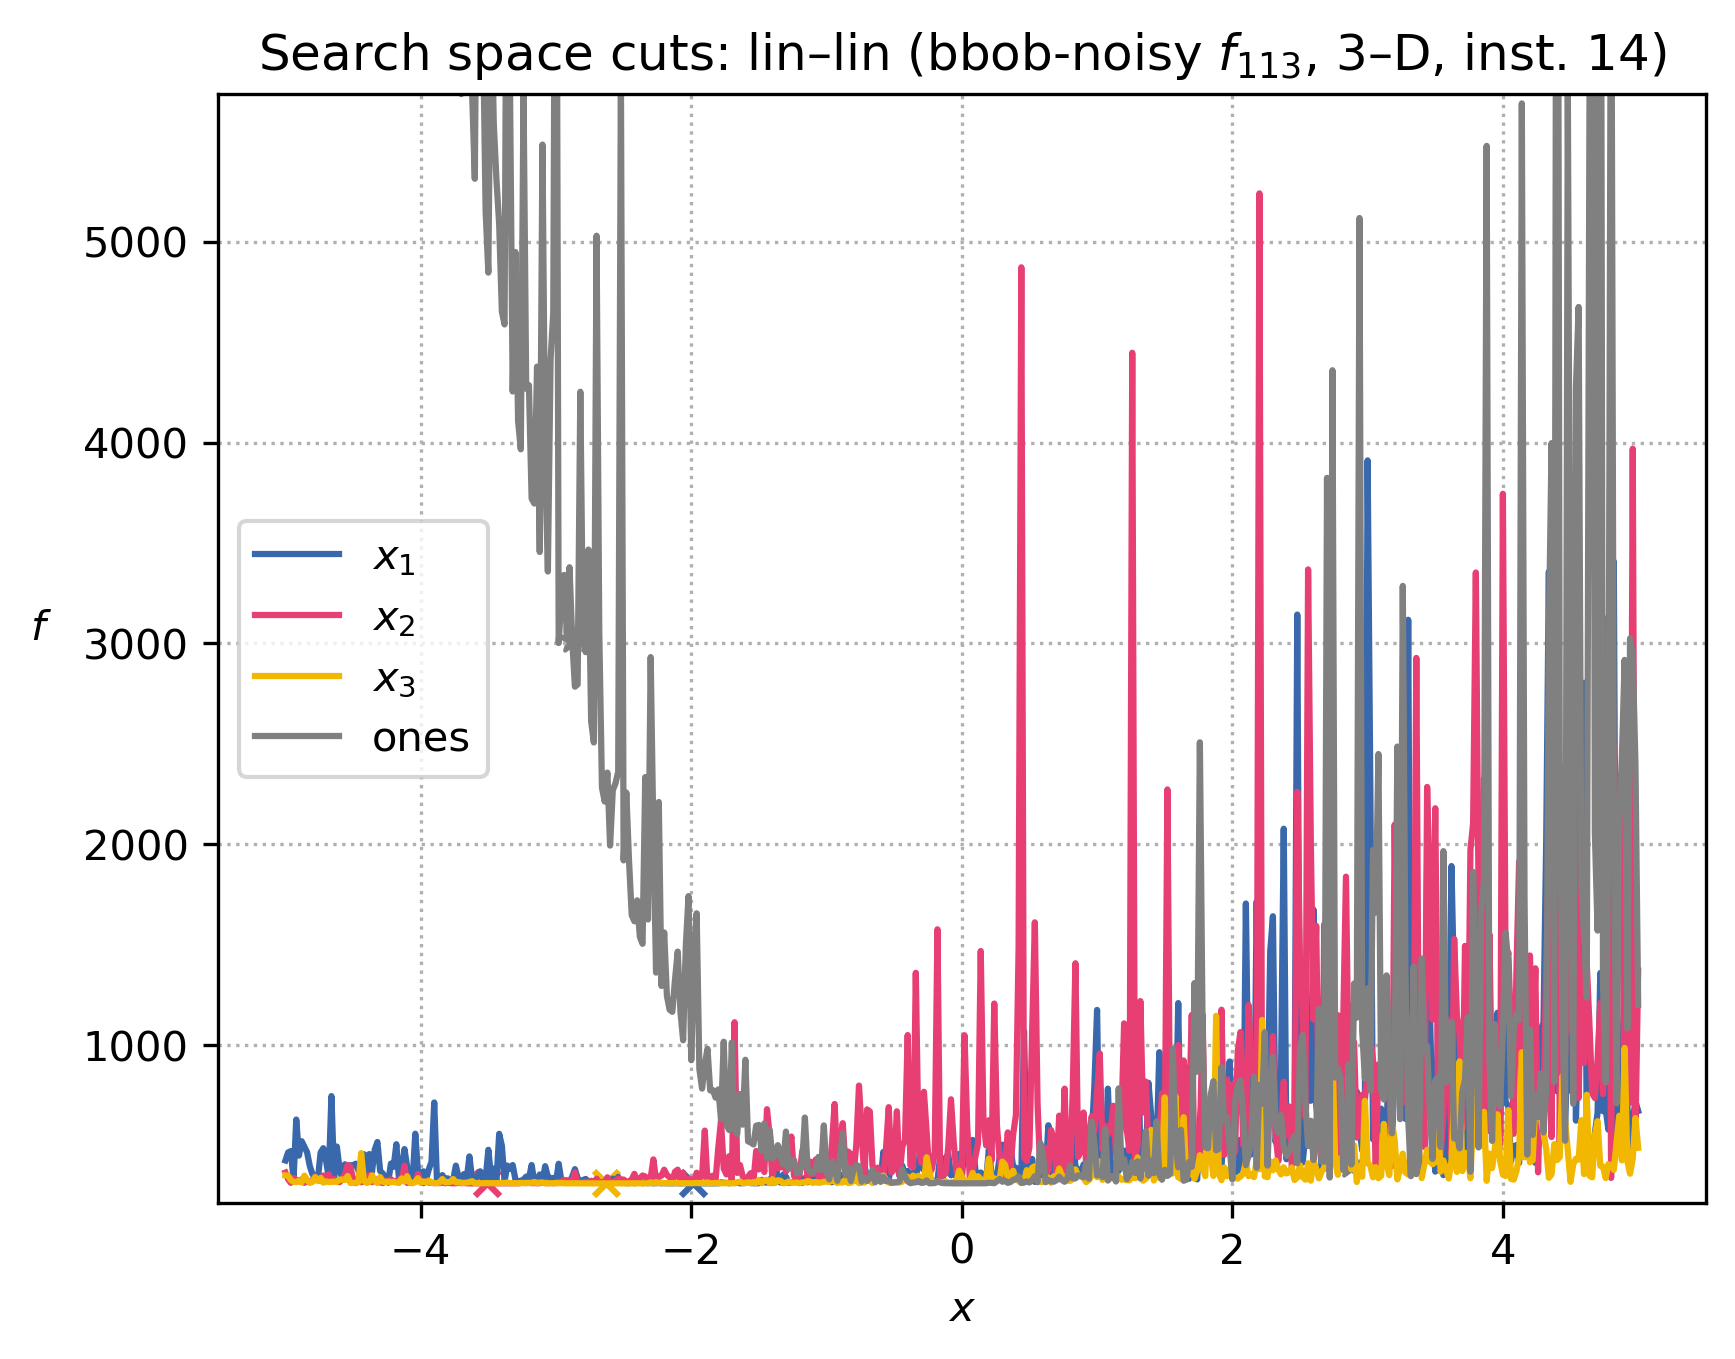 Search space cuts: lin–lin (bbob-noisy f₁₁₃, 3–D, inst. 14)
5000
4000
3000
2000
1000
f
x₁
x₂
x₃
ones
−4 −2 0 2 4
x